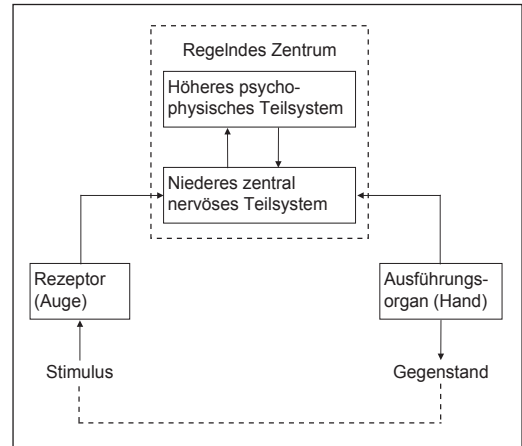 Regelndes Zentrum
Höheres psycho-
physisches Teilsystem
Niederes zentral
nervöses Teilsystem
Rezeptor
(Auge)
Ausführungs-
organ (Hand)
Stimulus
Gegenstand